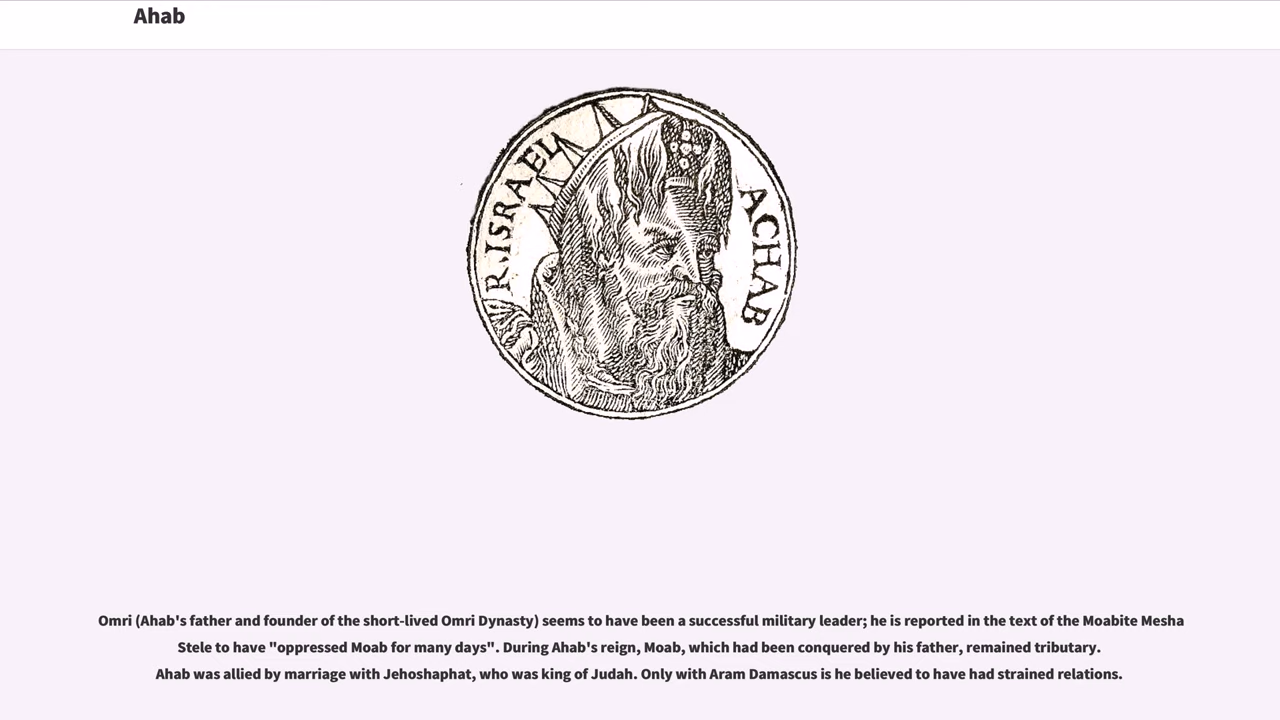 Ahab
R. ISRAEL
ACHAB
Omri (Ahab's father and founder of the short-lived Omri Dynasty) seems to have been a successful military leader; he is reported in the text of the Moabite Mesha
Stele to have "oppressed Moab for many days". During Ahab's reign, Moab, which had been conquered by his father, remained tributary.
Ahab was allied by marriage with Jehoshaphat, who was king of Judah. Only with Aram Damascus is he believed to have had strained relations.